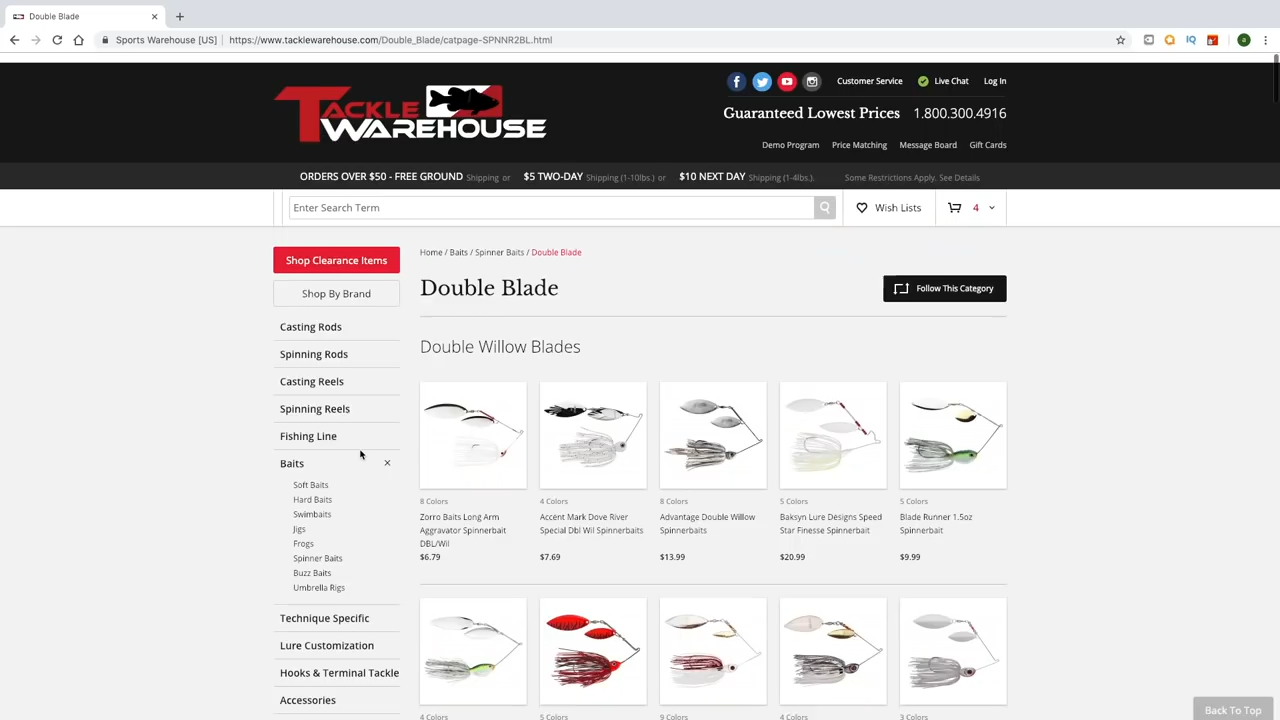 Double Blade
Sports Warehouse [US]
https://www.tacklewarehouse.com/Double_Blade/catpage-SPNNR2BL.html
IQ
a
TACKLE
WAREHOUSE
Customer Service
Live Chat
Log In
Guaranteed Lowest Prices 1.800.300.4916
Demo Program
Price Matching
Message Board
Gift Cards
ORDERS OVER $50 - FREE GROUND Shipping or $5 TWO-DAY Shipping (1-10lbs.) or $10 NEXT DAY Shipping (1-4lbs.). Some Restrictions Apply. See Details
Enter Search Term
Wish Lists
4
Shop Clearance Items
Shop By Brand
Casting Rods
Spinning Rods
Casting Reels
Spinning Reels
Fishing Line
Baits
Soft Baits
Hard Baits
Swimbaits
Jigs
Frogs
Spinner Baits
Buzz Baits
Umbrella Rigs
Technique Specific
Lure Customization
Hooks & Terminal Tackle
Accessories
Home / Baits / Spinner Baits / Double Blade
Double Blade
Follow This Category
Double Willow Blades
8 Colors
Zorro Baits Long Arm
Aggravator Spinnerbait
DBL/Wil
$6.79
4 Colors
Accent Mark Dove River
Special Dbl Wil Spinnerbaits
$7.69
8 Colors
Advantage Double Willow
Spinnerbaits
$13.99
5 Colors
Baksyn Lure Designs Speed
Star Finesse Spinnerbait
$20.99
5 Colors
Blade Runner 1.5oz
Spinnerbait
$9.99
4 Colors
5 Colors
9 Colors
4 Colors
3 Colors
Back To Top